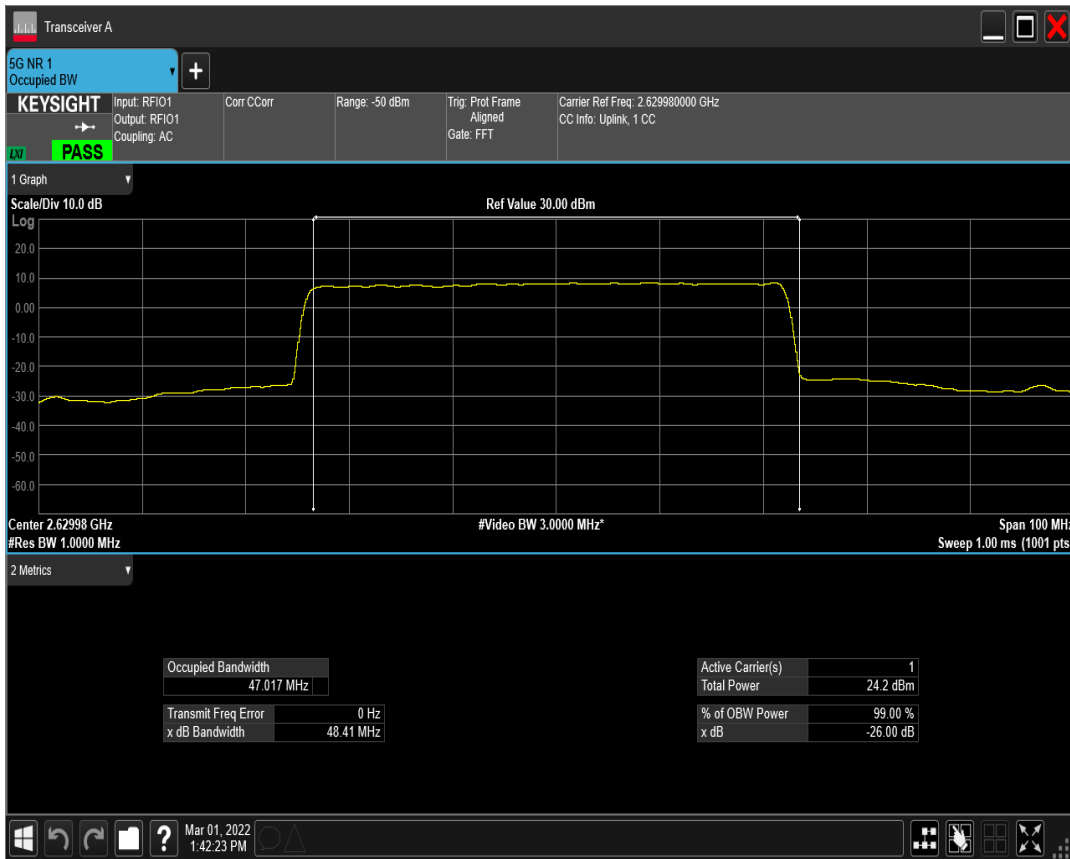 Transceiver A
5G NR 1
Occupied BW
+
KEYSIGHT
LXI
PASS
Input: RFIO1
Output: RFIO1
Coupling: AC
Corr CCorr
Range: -50 dBm
Trig: Prot Frame
Aligned
Gate: FFT
Carrier Ref Freq: 2.629980000 GHz
CC Info: Uplink, 1 CC
1 Graph
Scale/Div 10.0 dB
Ref Value 30.00 dBm
Log
20.0
10.0
0.00
-10.0
-20.0
-30.0
-40.0
-50.0
-60.0
Center 2.62998 GHz
#Video BW 3.0000 MHz*
Span 100 MHz
#Res BW 1.0000 MHz
Sweep 1.00 ms (1001 pts
2 Metrics
Occupied Bandwidth
47.017 MHz
Transmit Freq Error 0 Hz
x dB Bandwidth 48.41 MHz
Active Carrier(s) 1
Total Power 24.2 dBm
% of OBW Power 99.00 %
x dB -26.00 dB
?
Mar 01, 2022
1:42:23 PM